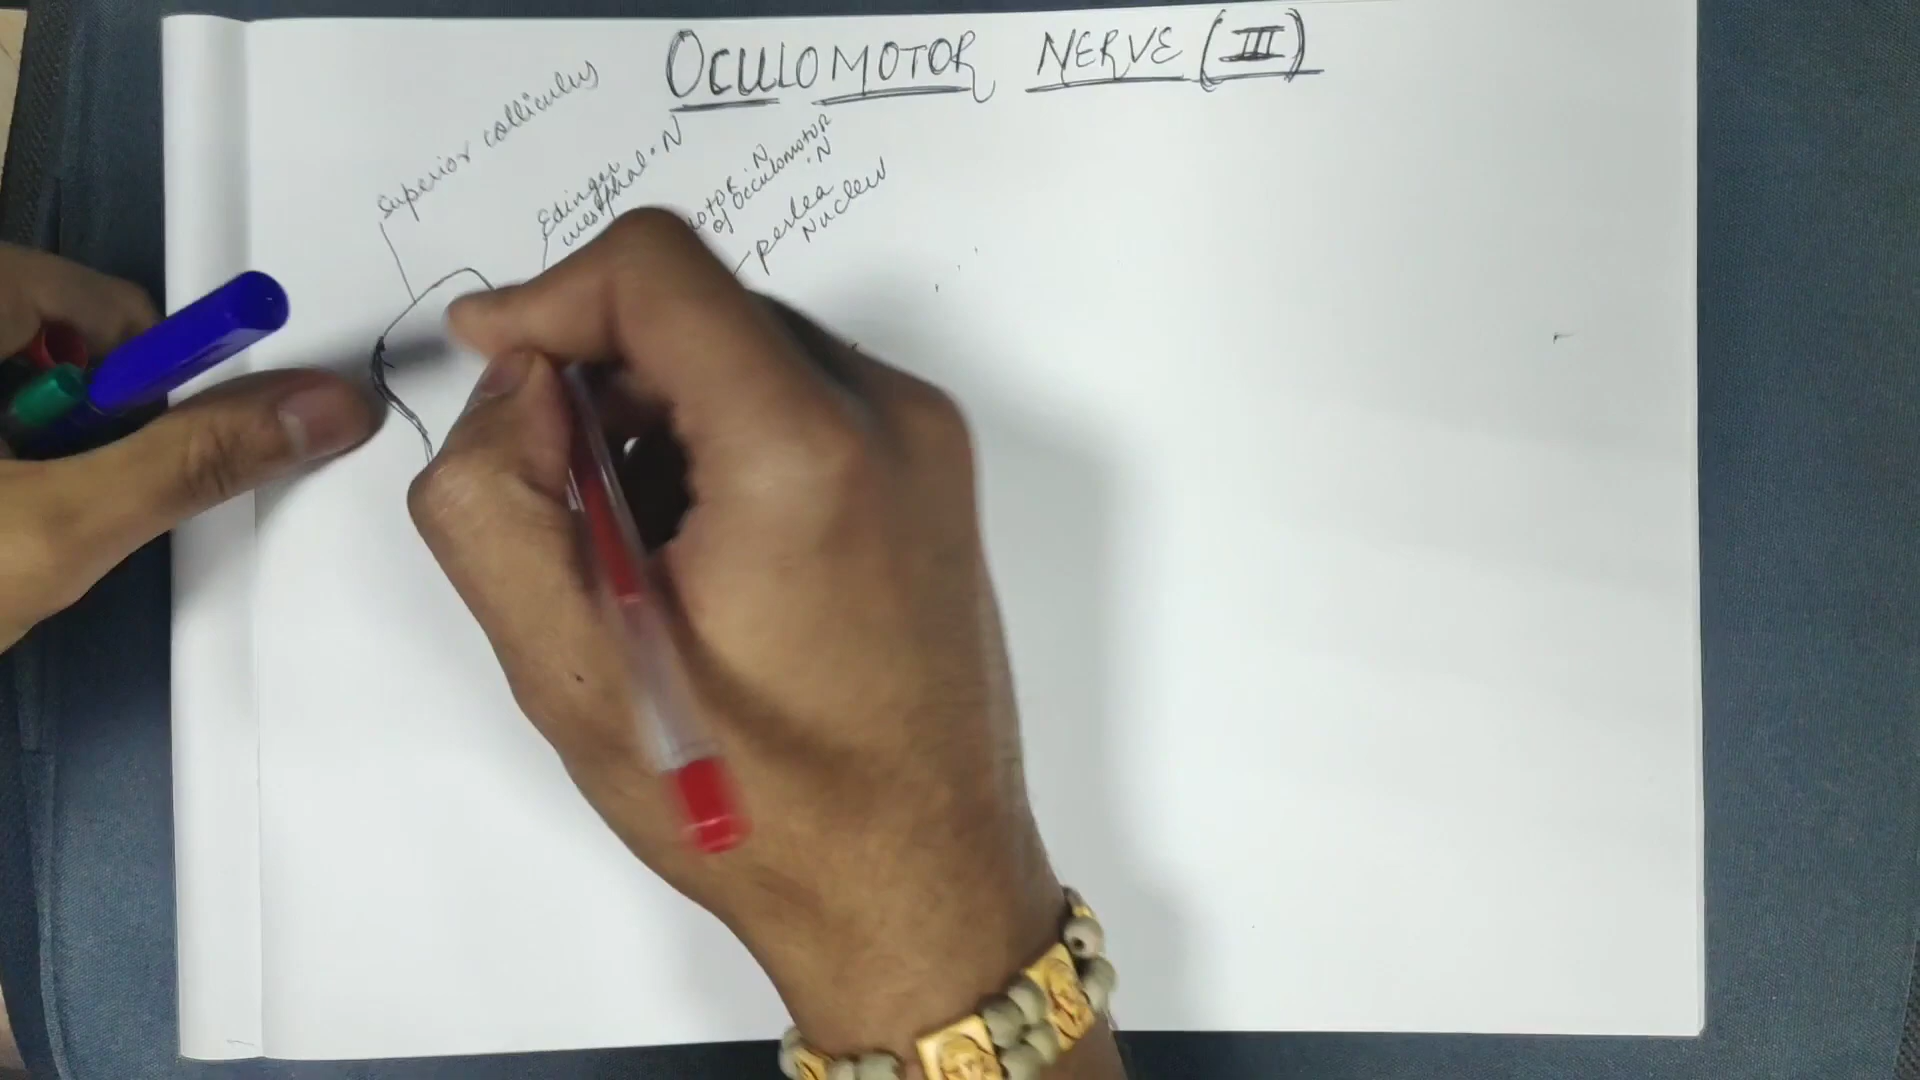 OCULOMOTOR NERVE (III)
Superior colliculus
Edinger
westphal. N
.N
of Occulomotor
.N
perlea
Nucleus